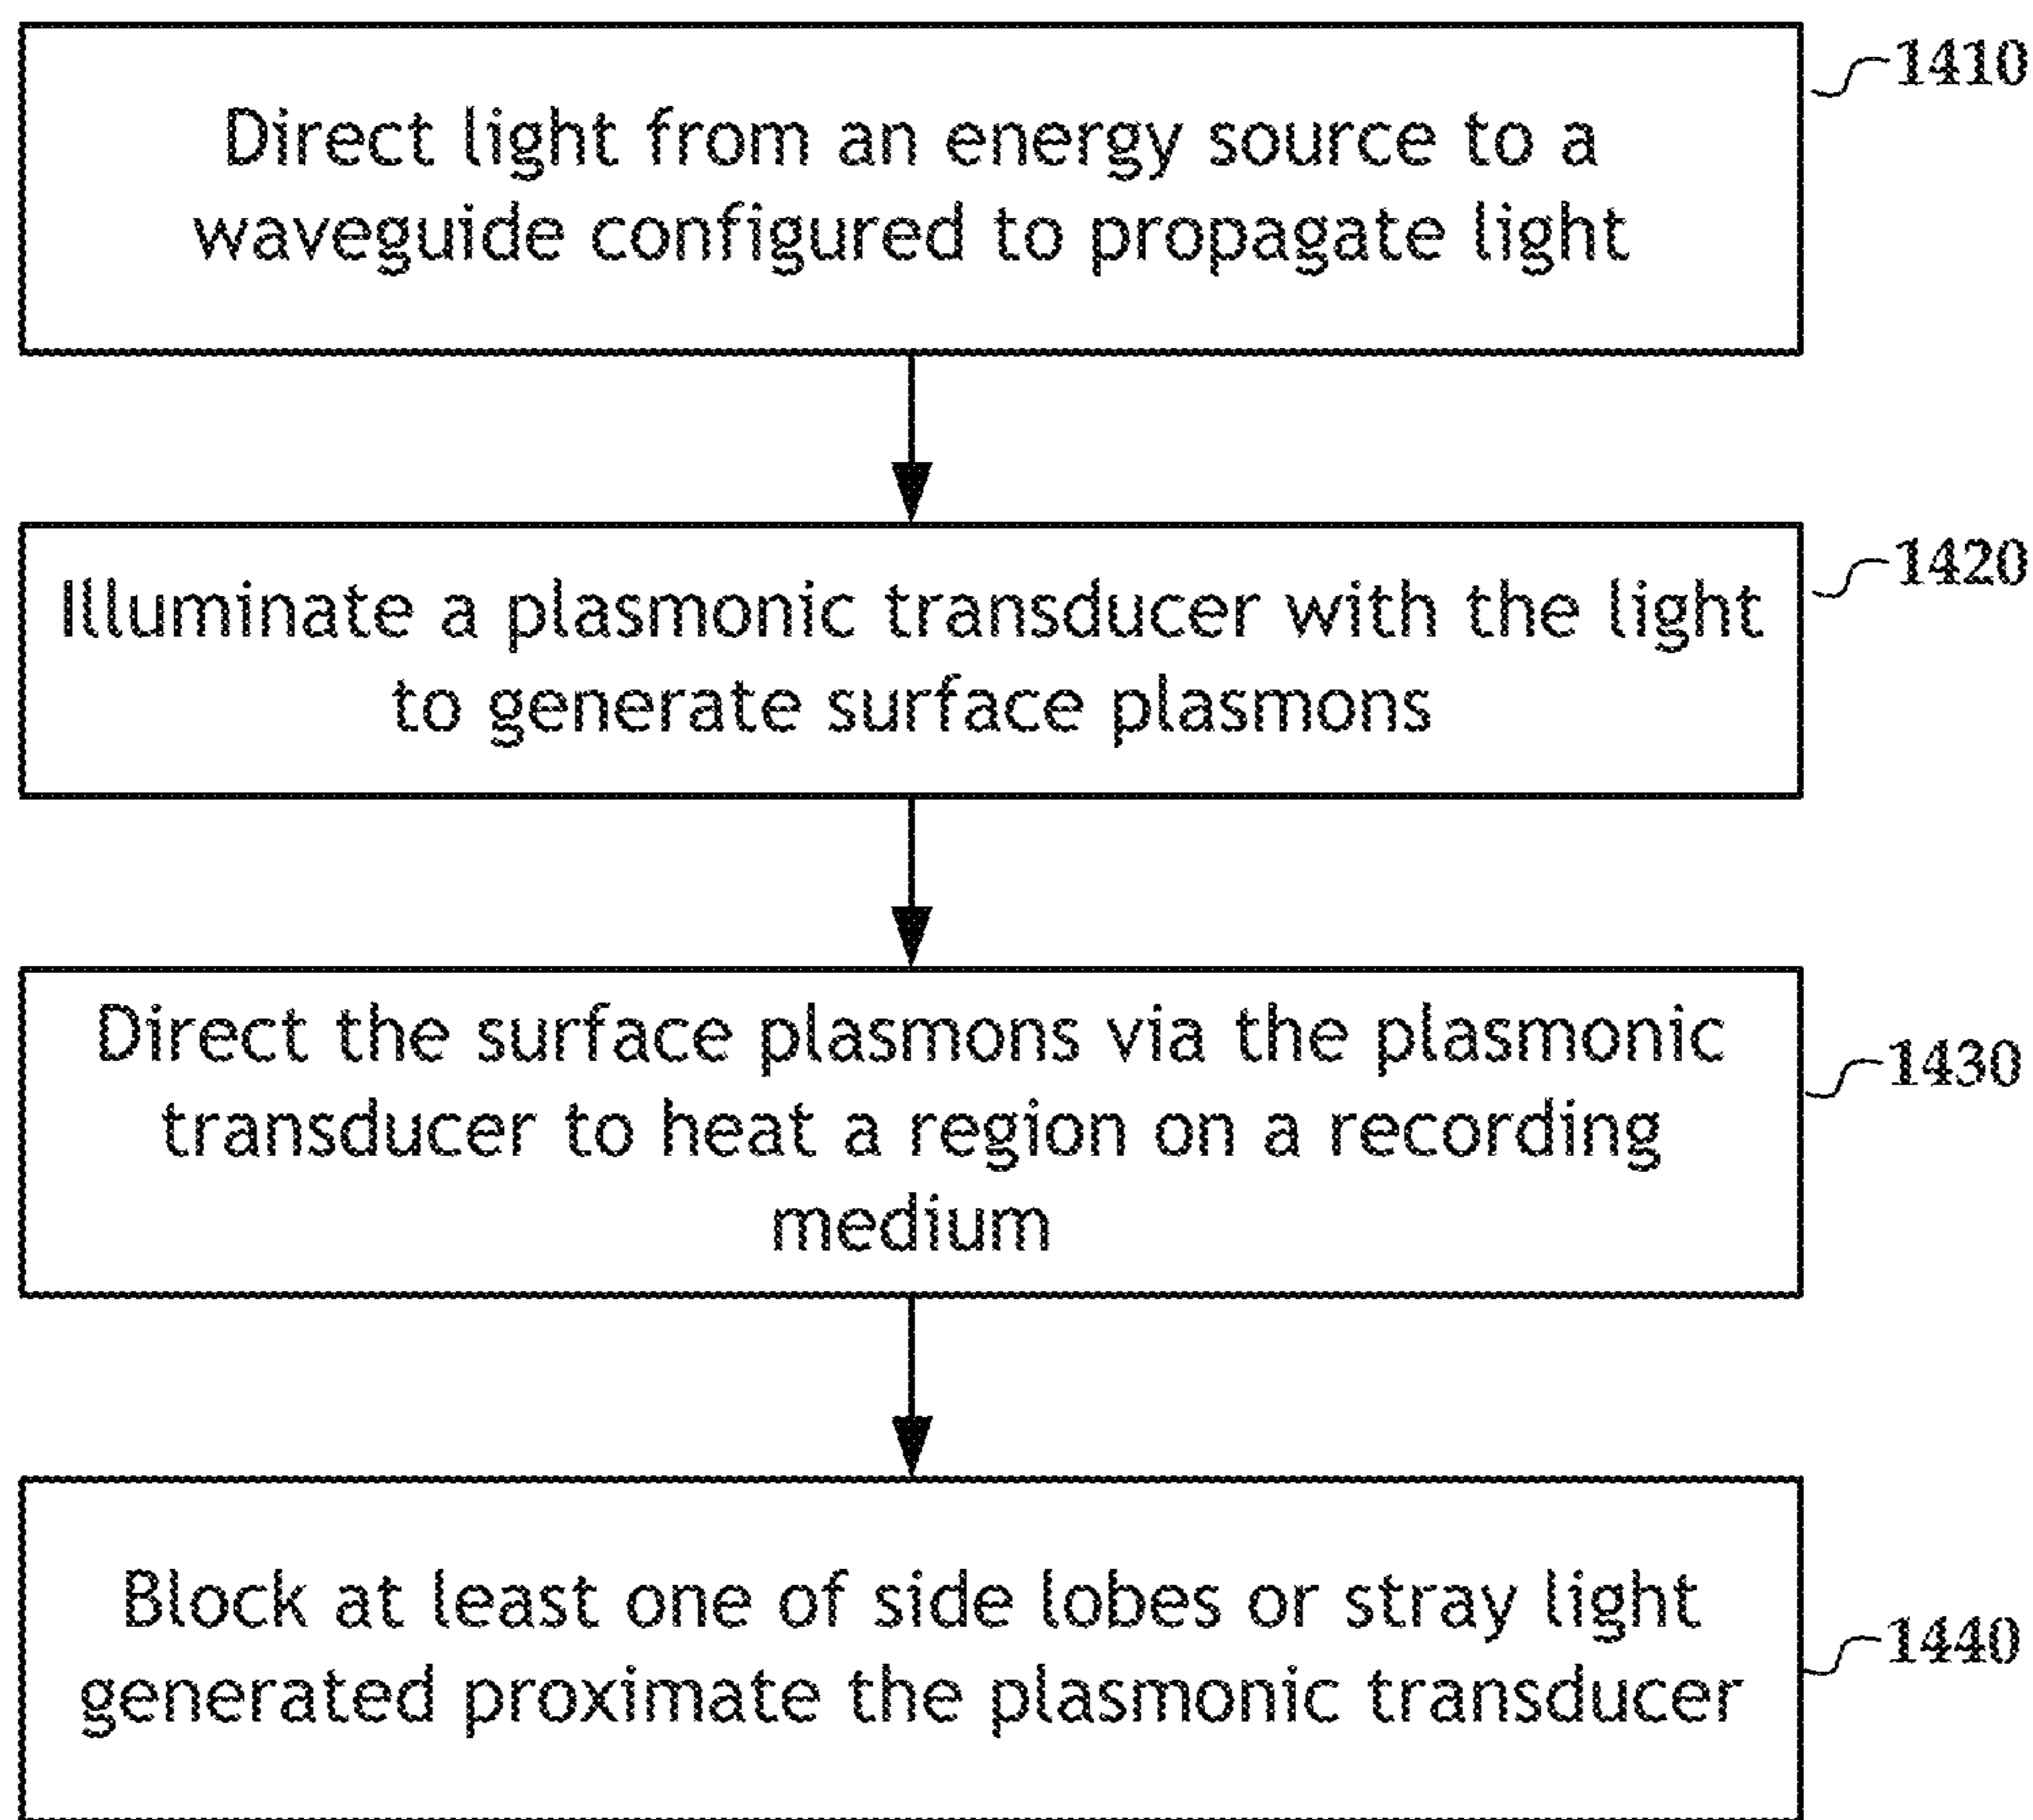 1410
Direct light from an energy source to a
waveguide configured to propagate light
1420
Illuminate a plasmonic transducer with the light
to generate surface plasmons
Direct the surface plasmons via the plasmonic
1430
transducer to heat a region on a recording
medium
Block at least one of side lobes or stray light
1440
generated proximate the plasmonic transducer